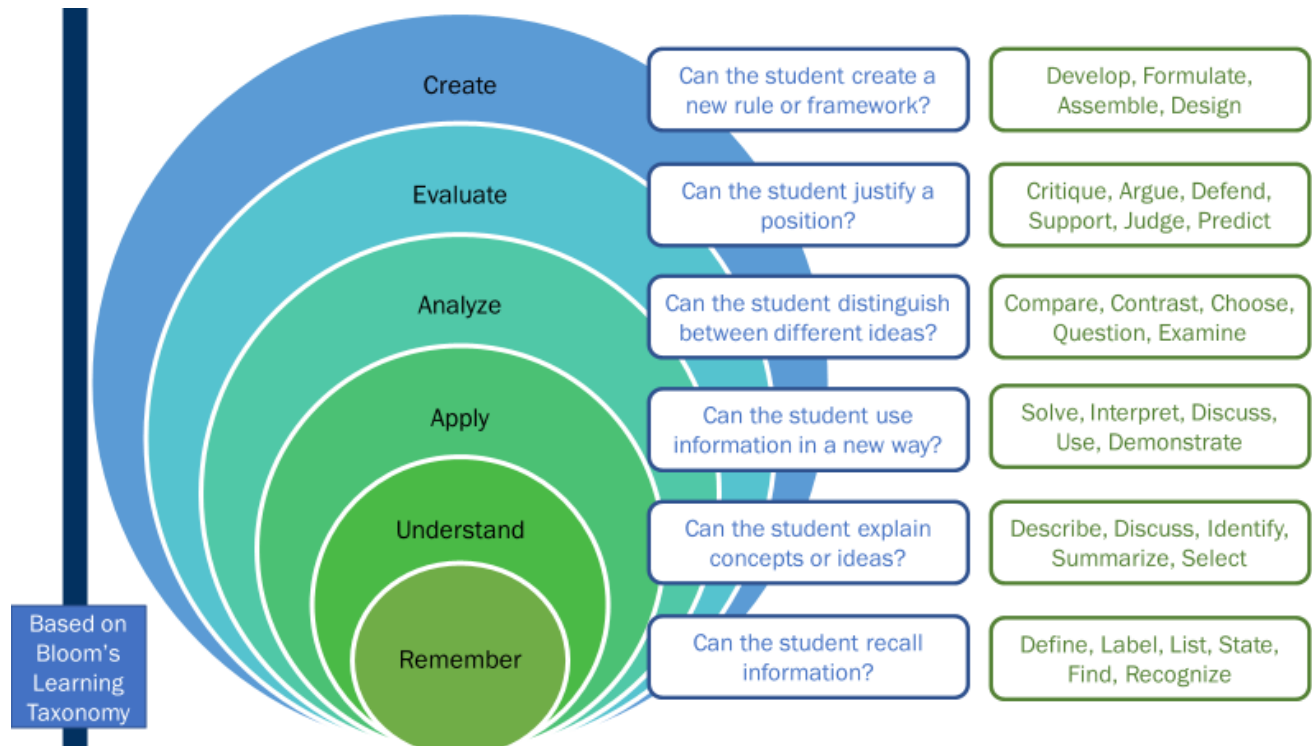 Create
Can the student create a
new rule or framework?
Develop, Formulate,
Assemble, Design
Evaluate
Can the student justify a
position?
Critique, Argue, Defend,
Support, Judge, Predict
Analyze
Can the student distinguish
between different ideas?
Compare, Contrast, Choose,
Question, Examine
Apply
Can the student use
information in a new way?
Solve, Interpret, Discuss,
Use, Demonstrate
Understand
Can the student explain
concepts or ideas?
Describe, Discuss, Identify,
Summarize, Select
Remember
Can the student recall
information?
Define, Label, List, State,
Find, Recognize
Based on
Bloom's
Learning
Taxonomy